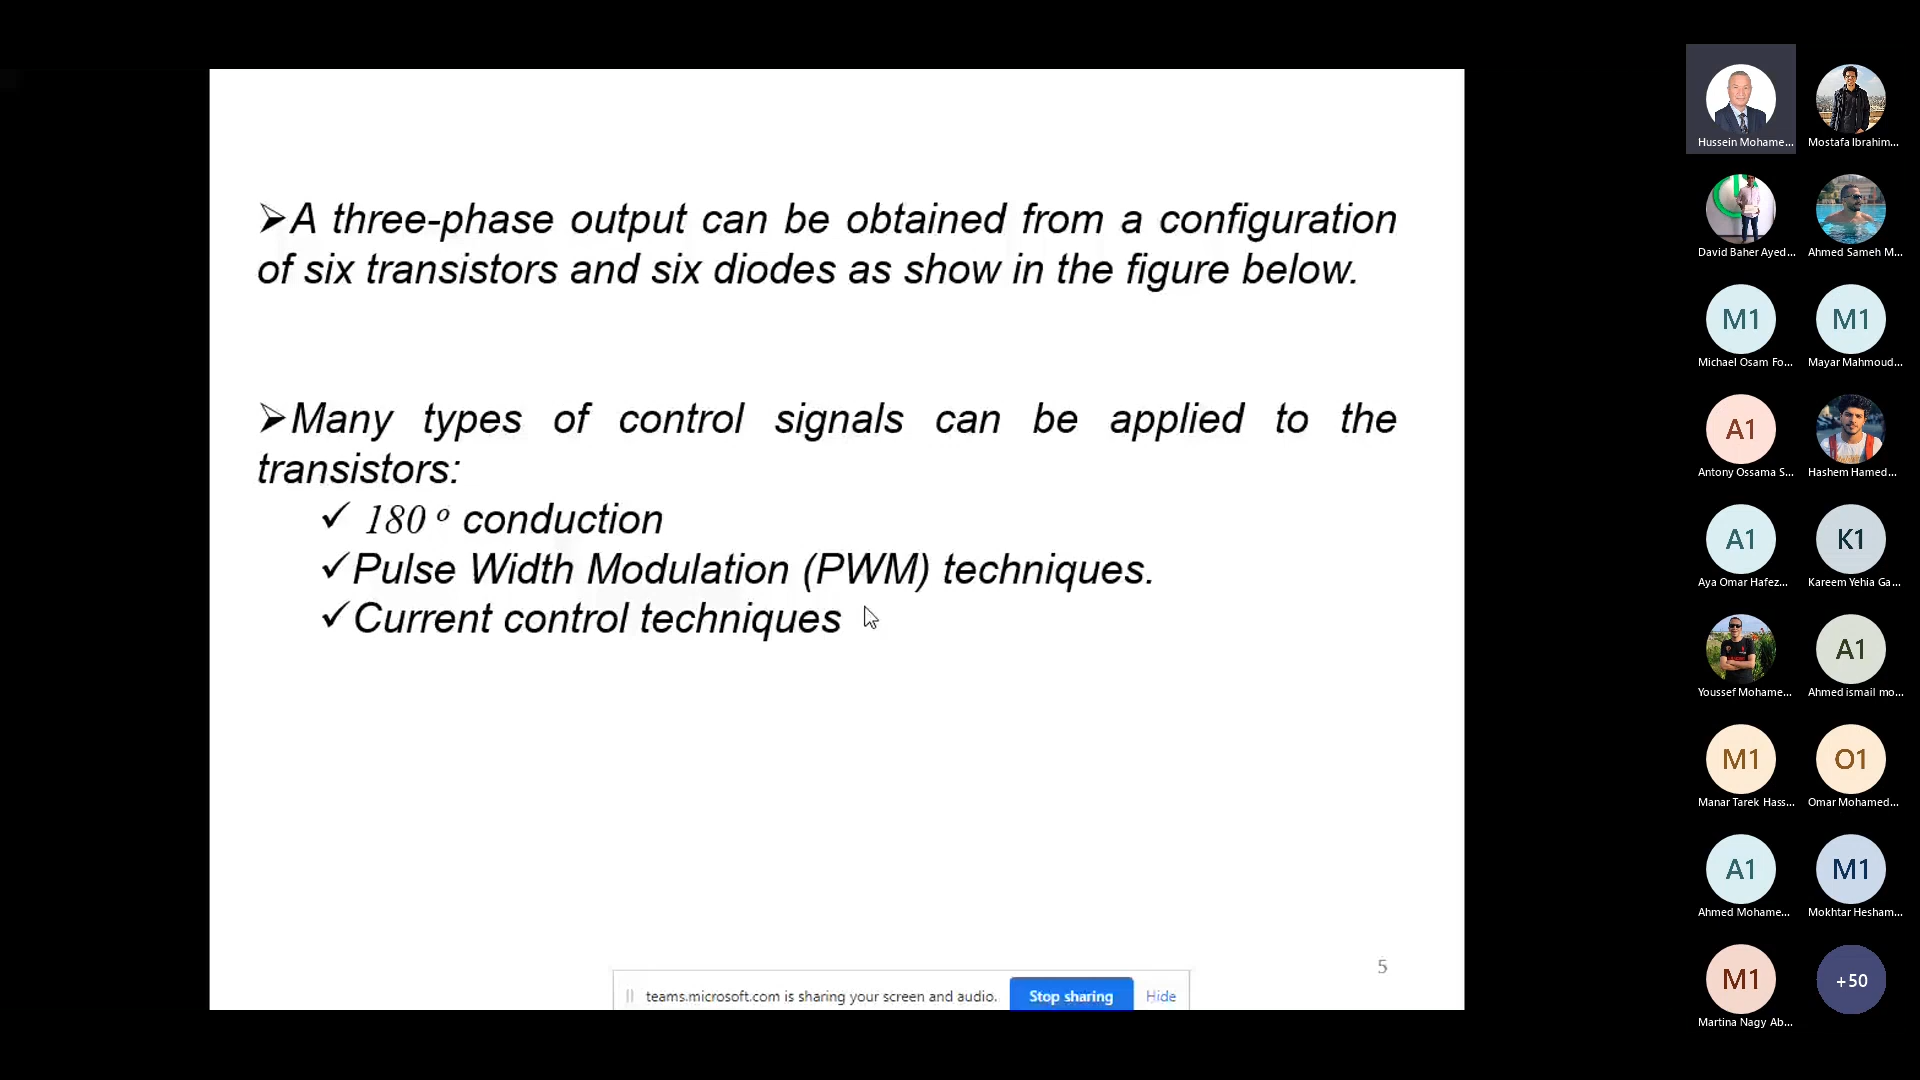 ➢A three-phase output can be obtained from a configuration
of six transistors and six diodes as show in the figure below.
➢Many types of control signals can be applied to the
transistors:
✓ 180 º conduction
✓Pulse Width Modulation (PWM) techniques.
✓Current control techniques
5
teams.microsoft.com is sharing your screen and audio. Stop sharing Hide
Hussein Mohame... Mostafa Ibrahim...
David Baher Ayed... Ahmed Sameh M...
M1 M1
Michael Osam Fo... Mayar Mahmoud...
A1
Antony Ossama S... Hashem Hamed...
A1 K1
Aya Omar Hafez... Kareem Yehia Ga...
A1
Youssef Mohame... Ahmed ismail mo...
M1 O1
Manar Tarek Hass... Omar Mohamed...
A1 M1
Ahmed Mohame... Mokhtar Hesham...
M1 +50
Martina Nagy Ab...